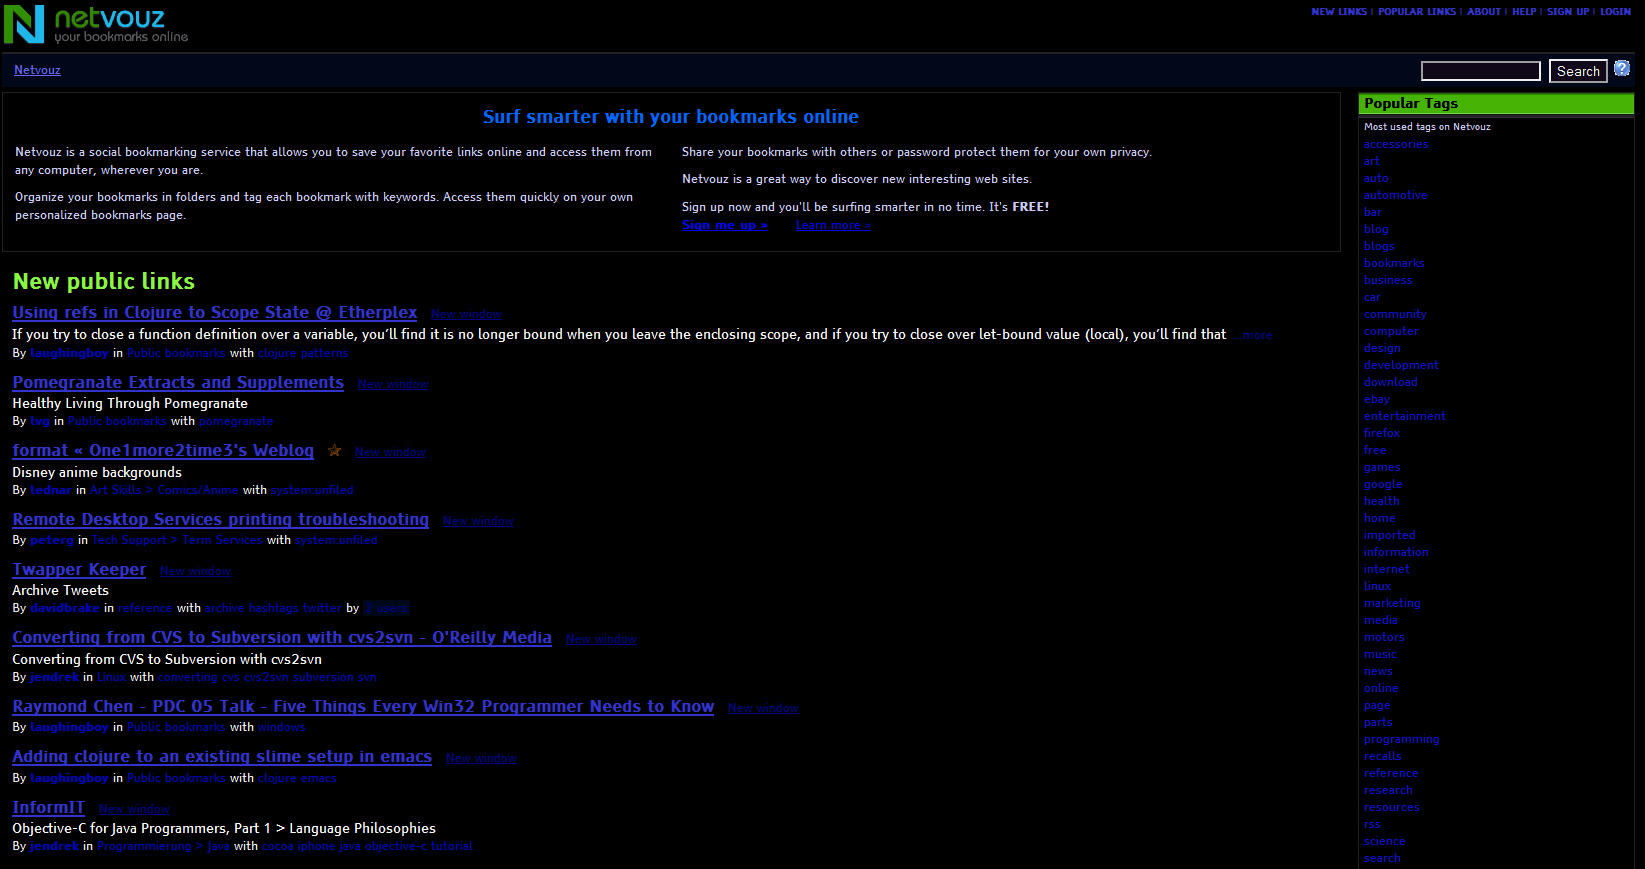 netvouz
your bookmarks online
NEW LINKS | POPULAR LINKS | ABOUT | HELP | SIGN UP | LOGIN
Netvouz
Search
?
Surf smarter with your bookmarks online
Netvouz is a social bookmarking service that allows you to save your favorite links online and access them from
any computer, wherever you are.
Organize your bookmarks in folders and tag each bookmark with keywords. Access them quickly on your own
personalized bookmarks page.
Share your bookmarks with others or password protect them for your own privacy.
Netvouz is a great way to discover new interesting web sites.
Sign up now and you'll be surfing smarter in no time. It's FREE!
Sign me up » Learn more »
New public links
Using refs in Clojure to Scope State @ Etherplex New window
If you try to close a function definition over a variable, you’ll find it is no longer bound when you leave the enclosing scope, and if you try to close over let-bound value (local), you’ll find that ...more
By laughingboy in Public bookmarks with clojure patterns
Pomegranate Extracts and Supplements New window
Healthy Living Through Pomegranate
By lvg in Public bookmarks with pomegranate
format « One1more2time3's Weblog New window
Disney anime backgrounds
By tednar in Art Skills > Comics/Anime with system:unfiled
Remote Desktop Services printing troubleshooting New window
By peterg in Tech Support > Term Services with system:unfiled
Twapper Keeper New window
Archive Tweets
By davidbrake in reference with archive hashtags twitter by 2 users
Converting from CVS to Subversion with cvs2svn - O'Reilly Media New window
Converting from CVS to Subversion with cvs2svn
By jendrek in Linux with converting cvs cvs2svn subversion svn
Raymond Chen - PDC 05 Talk - Five Things Every Win32 Programmer Needs to Know New window
By laughingboy in Public bookmarks with windows
Adding clojure to an existing slime setup in emacs New window
By laughingboy in Public bookmarks with clojure emacs
InformIT New window
Objective-C for Java Programmers, Part 1 > Language Philosophies
By jendrek in Programmierung > Java with cocoa iphone java objective-c tutorial
Popular Tags
Most used tags on Netvouz
accessories
art
auto
automotive
bar
blog
blogs
bookmarks
business
car
community
computer
design
development
download
ebay
entertainment
firefox
free
games
google
health
home
imported
information
internet
linux
marketing
media
motors
music
news
online
page
parts
programming
recalls
reference
research
resources
rss
science
search